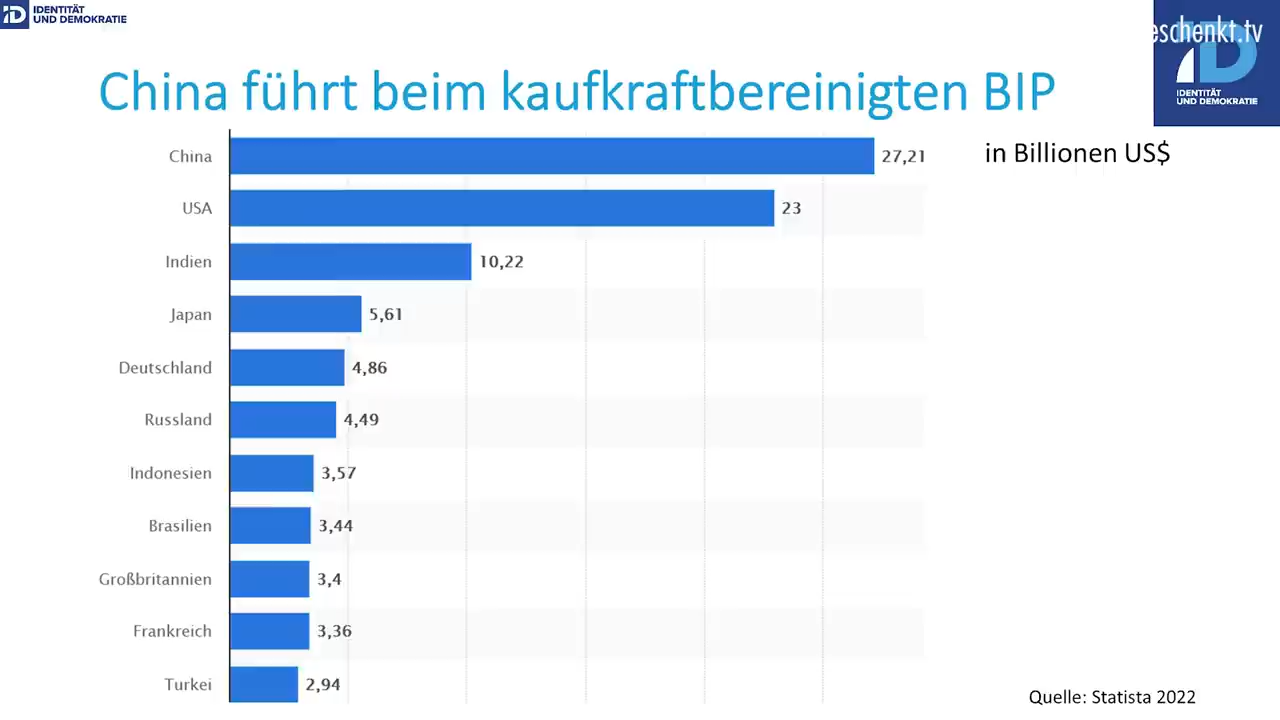 IDENTITÄT
UND DEMOKRATIE
eschenkt.tv
ID
IDENTITÄT
UND DEMOKRATIE
China führt beim kaufkraftbereinigten BIP
in Billionen US$
China 27,21
USA 23
Indien 10,22
Japan 5,61
Deutschland 4,86
Russland 4,49
Indonesien 3,57
Brasilien 3,44
Großbritannien 3,4
Frankreich 3,36
Turkei 2,94
Quelle: Statista 2022